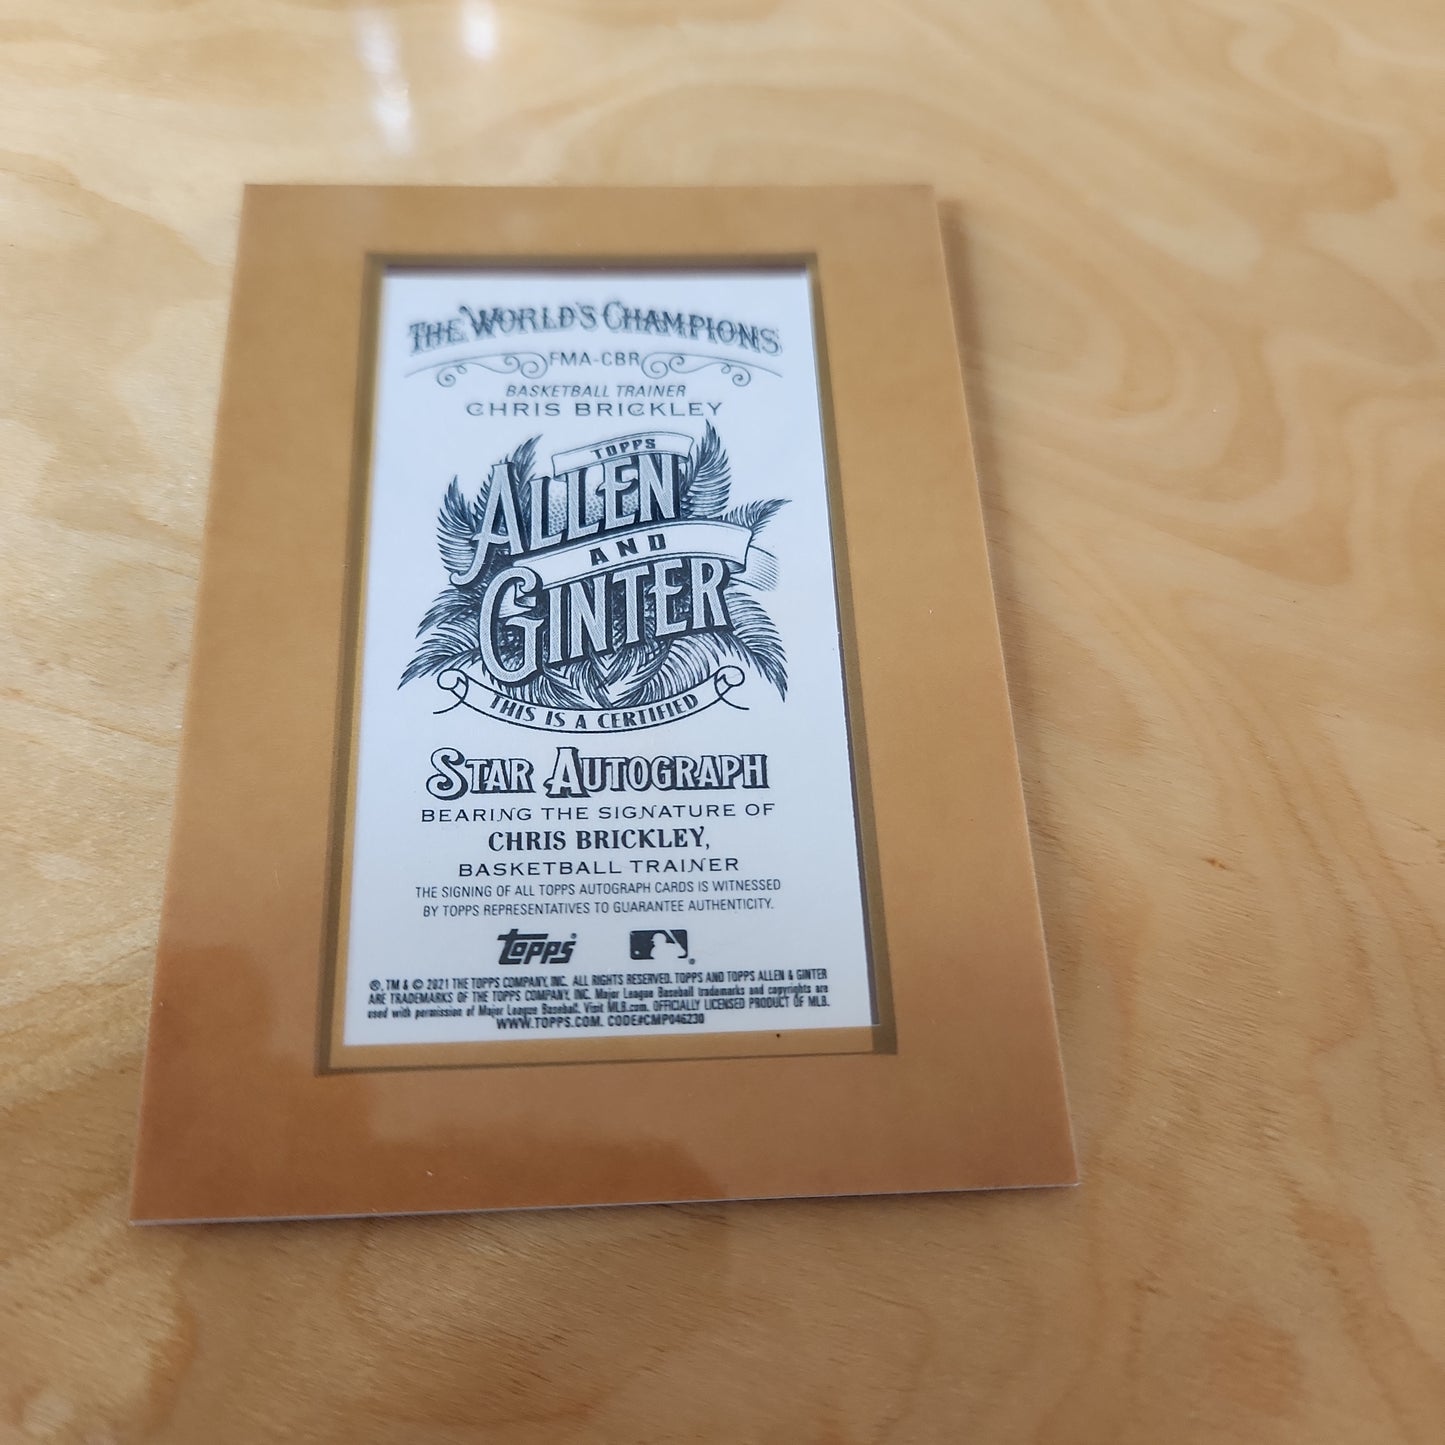 THE WORLD'S CHAMPIONS
FMA-CBR
BASKETBALL TRAINER
CHRIS BRICKLEY
TOPPS
ALLEN
AND
GINTER
THIS IS A CERTIFIED
STAR AUTOGRAPH
BEARING THE SIGNATURE OF
CHRIS BRICKLEY,
BASKETBALL TRAINER
THE SIGNING OF ALL TOPPS AUTOGRAPH CARDS IS WITNESSED
BY TOPPS REPRESENTATIVES TO GUARANTEE AUTHENTICITY.
TOPPS®
®, TM & © 2021 THE TOPPS COMPANY, INC. ALL RIGHTS RESERVED. TOPPS AND TOPPS ALLEN & GINTER
ARE TRADEMARKS OF THE TOPPS COMPANY, INC. Major League Baseball trademarks and copyrights are
used with permission of Major League Baseball. Visit MLB.com. OFFICIALLY LICENSED PRODUCT OF MLB.
WWW.TOPPS.COM. CODE#CMP046230